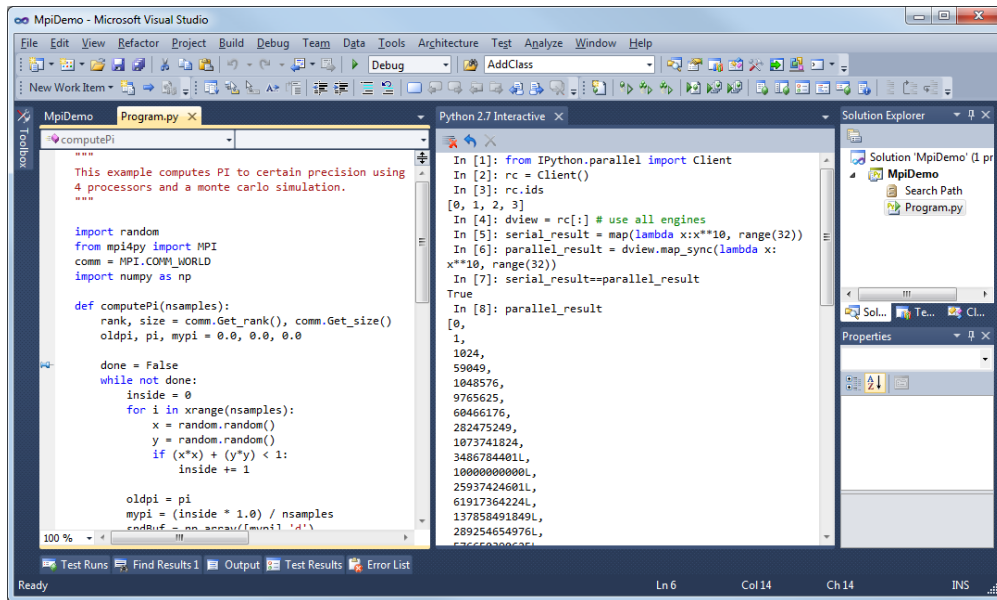 MpiDemo - Microsoft Visual Studio
File Edit View Refactor Project Build Debug Team Data Tools Architecture Test Analyze Window Help
Debug AddClass
New Work Item
Toolbox
MpiDemo Program.py
computePi
"""
This example computes PI to certain precision using
4 processors and a monte carlo simulation.
"""
import random
from mpi4py import MPI
comm = MPI.COMM_WORLD
import numpy as np
def computePi(nsamples):
rank, size = comm.Get_rank(), comm.Get_size()
oldpi, pi, mypi = 0.0, 0.0, 0.0
done = False
while not done:
inside = 0
for i in xrange(nsamples):
x = random.random()
y = random.random()
if (x*x) + (y*y) < 1:
inside += 1
oldpi = pi
mypi = (inside * 1.0) / nsamples
100 %
Python 2.7 Interactive
In [1]: from IPython.parallel import Client
In [2]: rc = Client()
In [3]: rc.ids
[0, 1, 2, 3]
In [4]: dview = rc[:] # use all engines
In [5]: serial_result = map(lambda x:x**10, range(32))
In [6]: parallel_result = dview.map_sync(lambda x:
x**10, range(32))
In [7]: serial_result==parallel_result
True
In [8]: parallel_result
[0,
1,
1024,
59049,
1048576,
9765625,
60466176,
282475249,
1073741824,
3486784401L,
10000000000L,
25937424601L,
61917364224L,
137858491849L,
289254654976L,
Solution Explorer
Solution 'MpiDemo' (1 pr
MpiDemo
Search Path
Program.py
Sol... Te... Cl...
Properties
Test Runs Find Results 1 Output Test Results Error List
Ready Ln 6 Col 14 Ch 14 INS